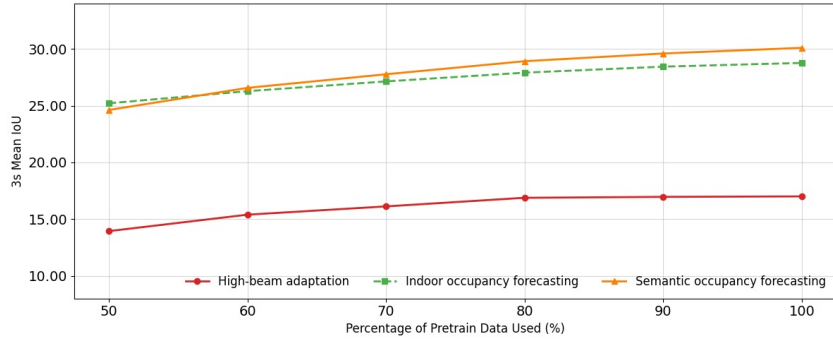 30.00
25.00
20.00
15.00
10.00
3s Mean IoU
High-beam adaptation
Indoor occupancy forecasting
Semantic occupancy forecasting
50
60
70
80
90
100
Percentage of Pretrain Data Used (%)